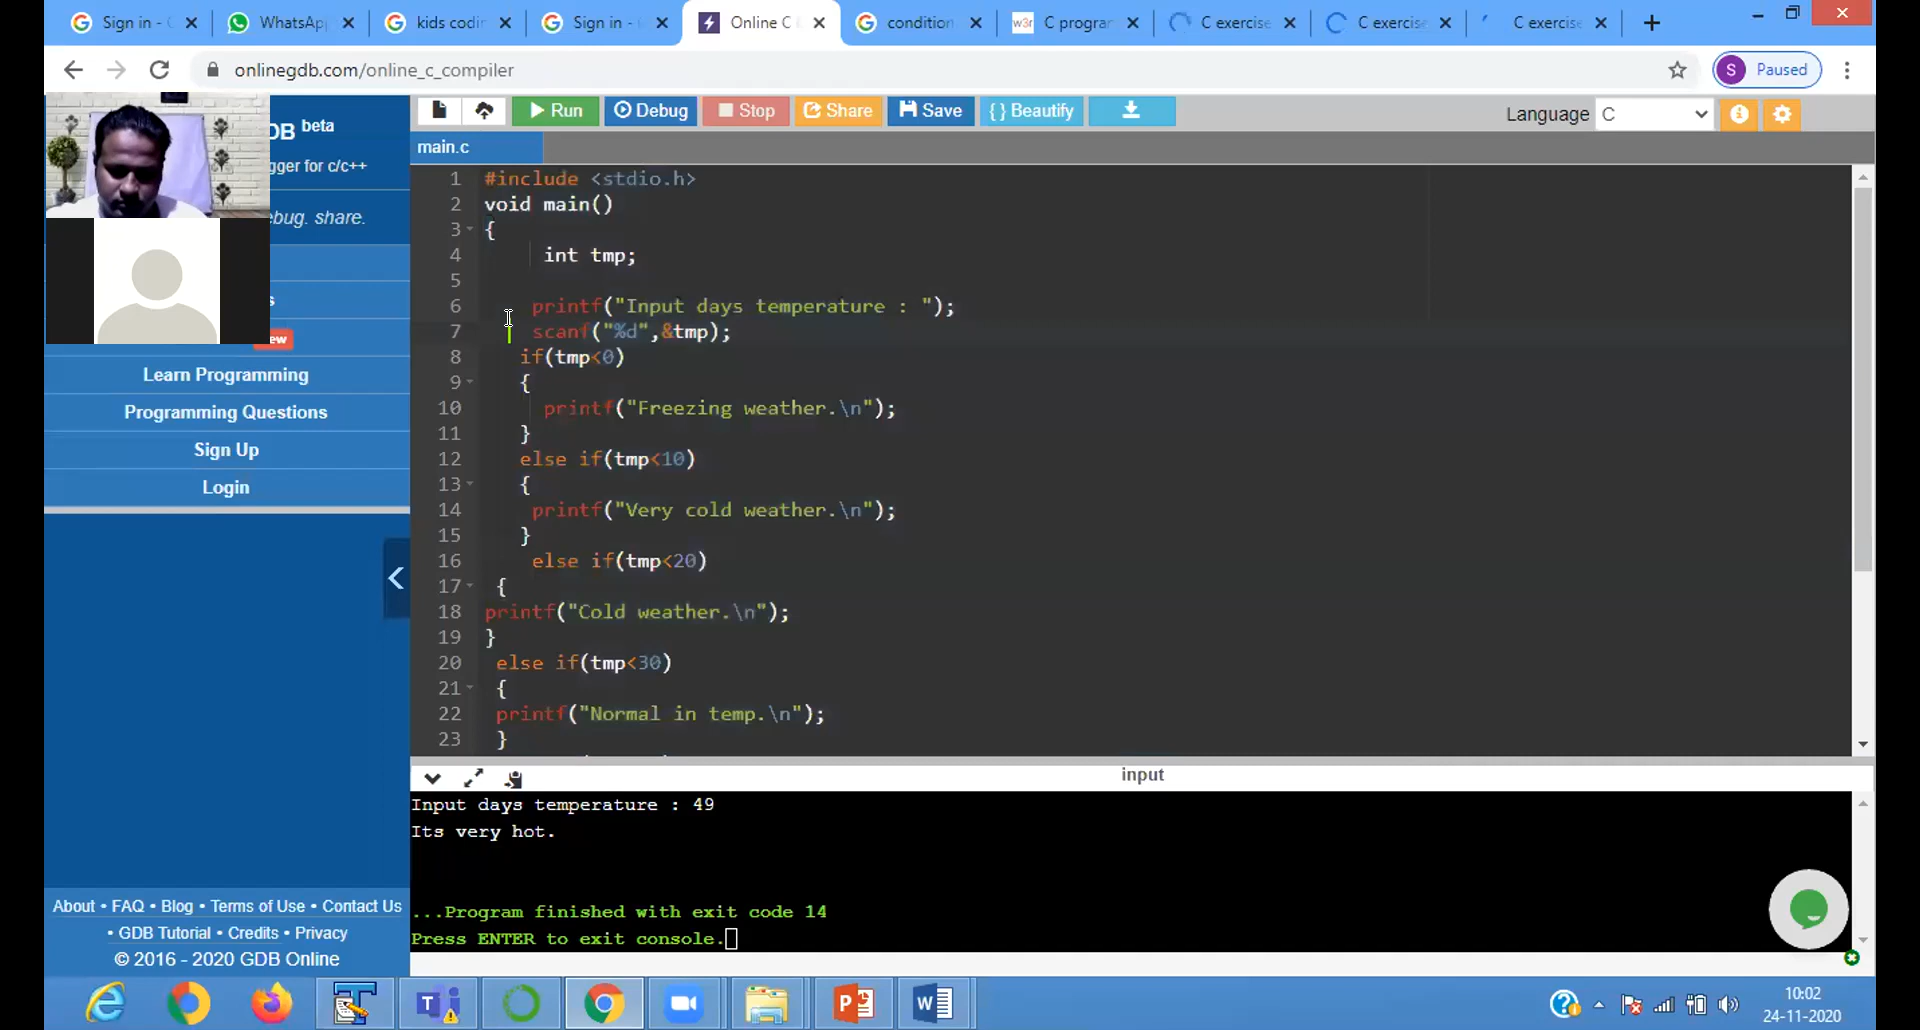 Sign in - WhatsApp kids codin Sign in - Online C condition w3r C progran C exercise C exercise C exercise
onlinegdb.com/online_c_compiler S Paused
DB beta
gger for c/c++
ebug. share.
s
ew
Learn Programming
Programming Questions
Sign Up
Login
About • FAQ • Blog • Terms of Use • Contact Us
• GDB Tutorial • Credits • Privacy
© 2016 - 2020 GDB Online
Run Debug Stop Share Save { } Beautify Language C
main.c
1 #include <stdio.h>
2 void main()
3 {
4 int tmp;
5
6 printf("Input days temperature : ");
7 scanf("%d",&tmp);
8 if(tmp<0)
9 {
10 printf("Freezing weather.\n");
11 }
12 else if(tmp<10)
13 {
14 printf("Very cold weather.\n");
15 }
16 else if(tmp<20)
17 {
18 printf("Cold weather.\n");
19 }
20 else if(tmp<30)
21 {
22 printf("Normal in temp.\n");
23 }
input
Input days temperature : 49
Its very hot.
...Program finished with exit code 14
Press ENTER to exit console.
10:02
24-11-2020